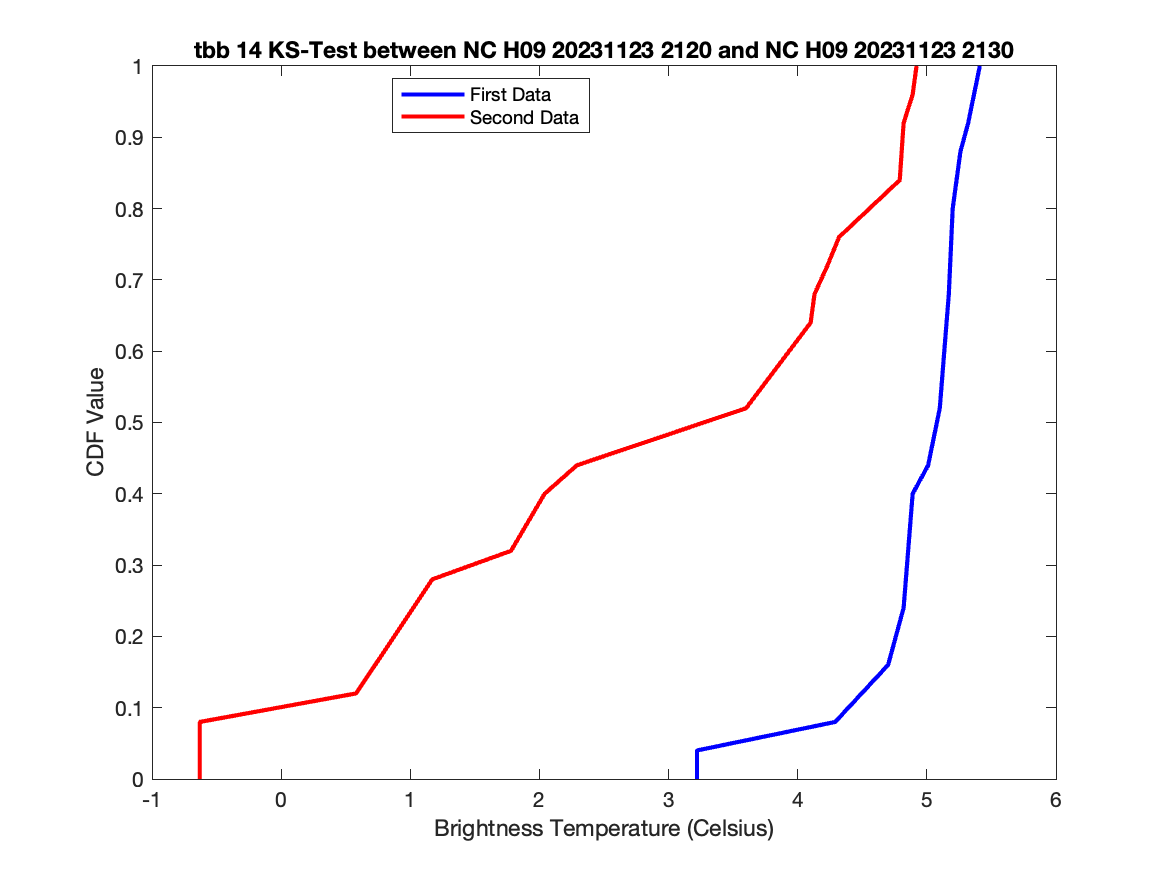 tbb 14 KS-Test between NC H09 20231123 2120 and NC H09 20231123 2130
First Data
Second Data
1
0.9
0.8
0.7
0.6
0.5
0.4
0.3
0.2
0.1
0
CDF Value
-1 0 1 2 3 4 5 6
Brightness Temperature (Celsius)